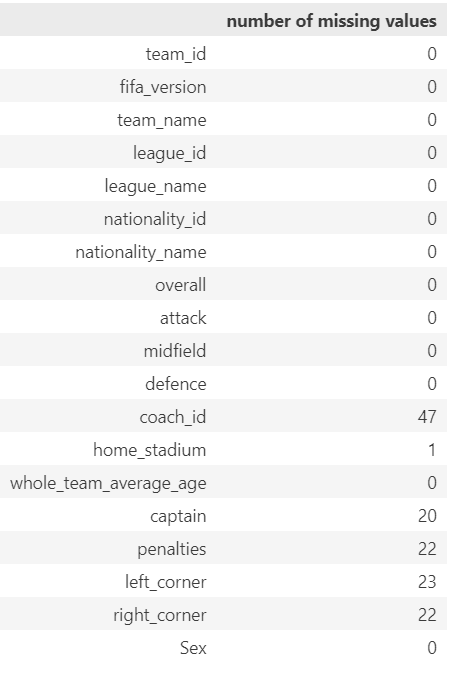 number of missing values
team_id 0
fifa_version 0
team_name 0
league_id 0
league_name 0
nationality_id 0
nationality_name 0
overall 0
attack 0
midfield 0
defence 0
coach_id 47
home_stadium 1
whole_team_average_age 0
captain 20
penalties 22
left_corner 23
right_corner 22
Sex 0